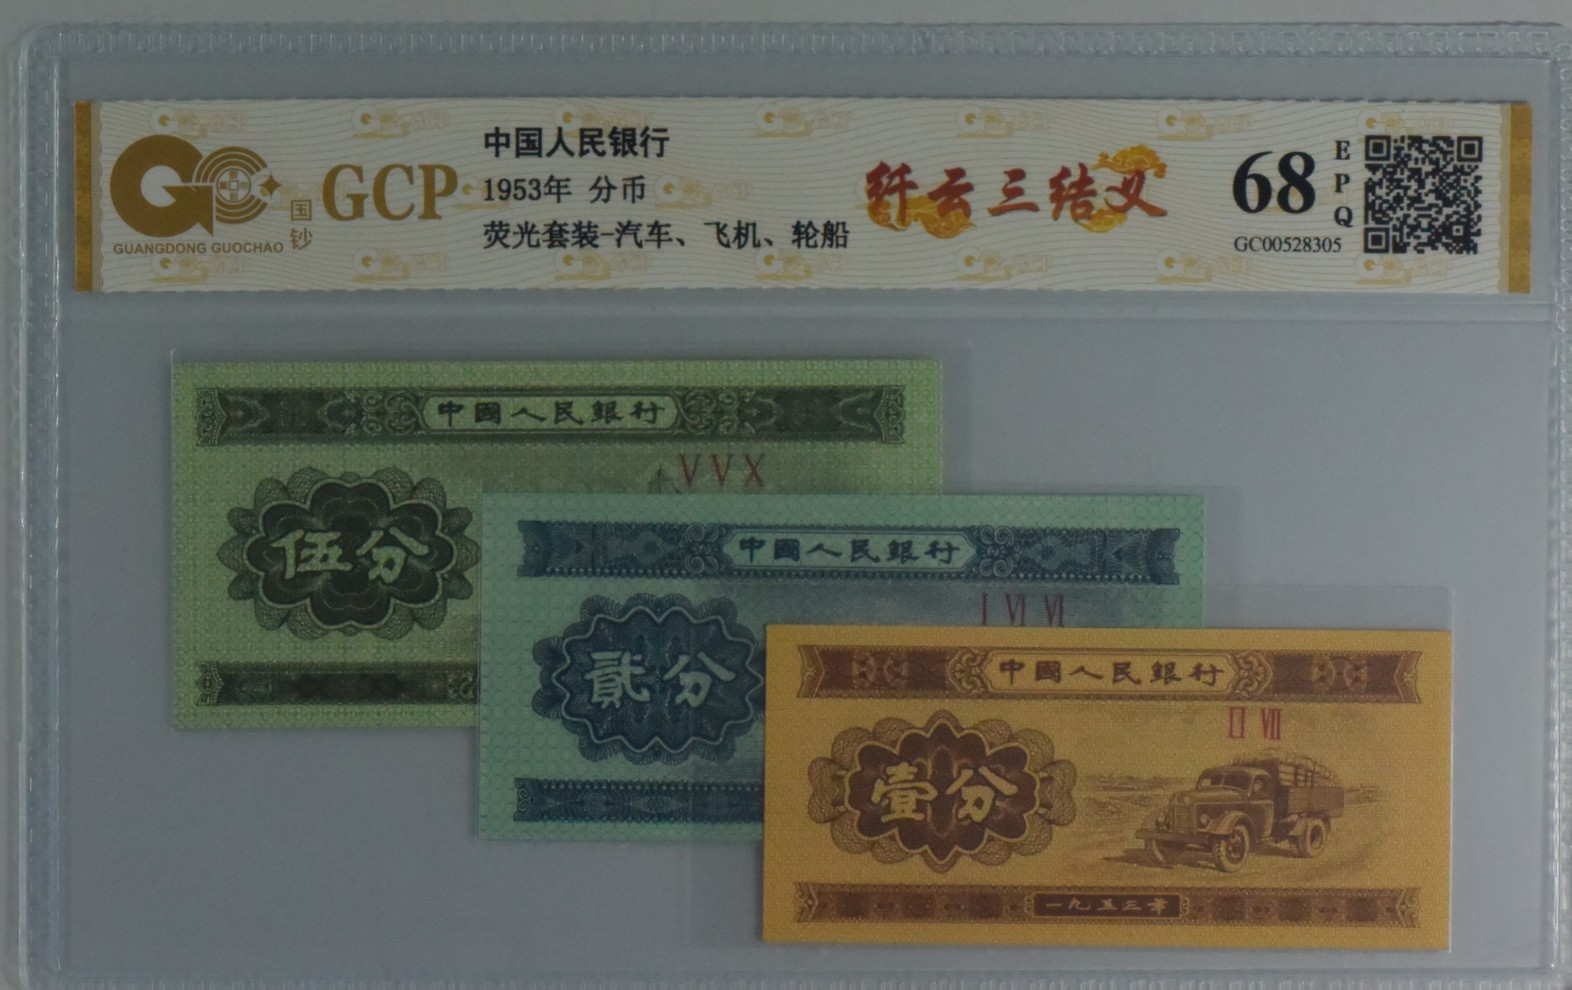 中国人民银行
1953年 分币
荧光套装-汽车、飞机、轮船
GCP
国钞
GUANGDONG GUOCHAO
纤云三结义
68
EPQ
GC00528305
中國人民銀行
VVX
伍分
中國人民銀行
I VI VI
貳分
中國人民銀行
II VII
壹分
一九五三年